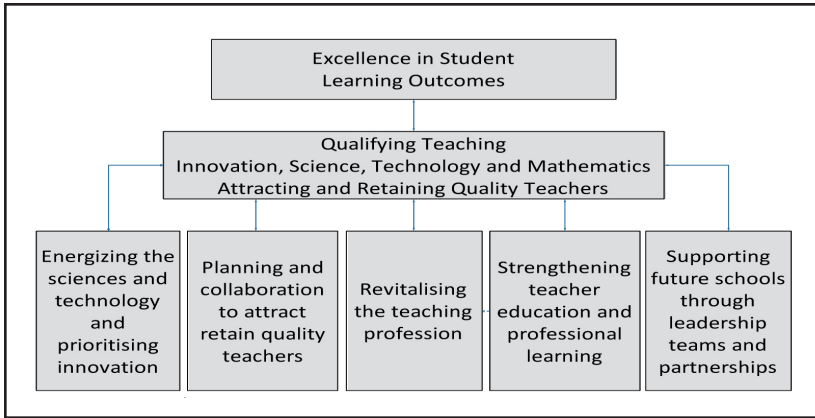 Excellence in Student
Learning Outcomes
Qualifying Teaching
Innovation, Science, Technology and Mathematics
Attracting and Retaining Quality Teachers
Energizing the
sciences and
technology
and
prioritising
innovation
Planning and
collaboration
to attract
retain quality
teachers
Revitalising
the teaching
profession
Strengthening
teacher
education and
professional
learning
Supporting
future schools
through
leadership
teams and
partnerships